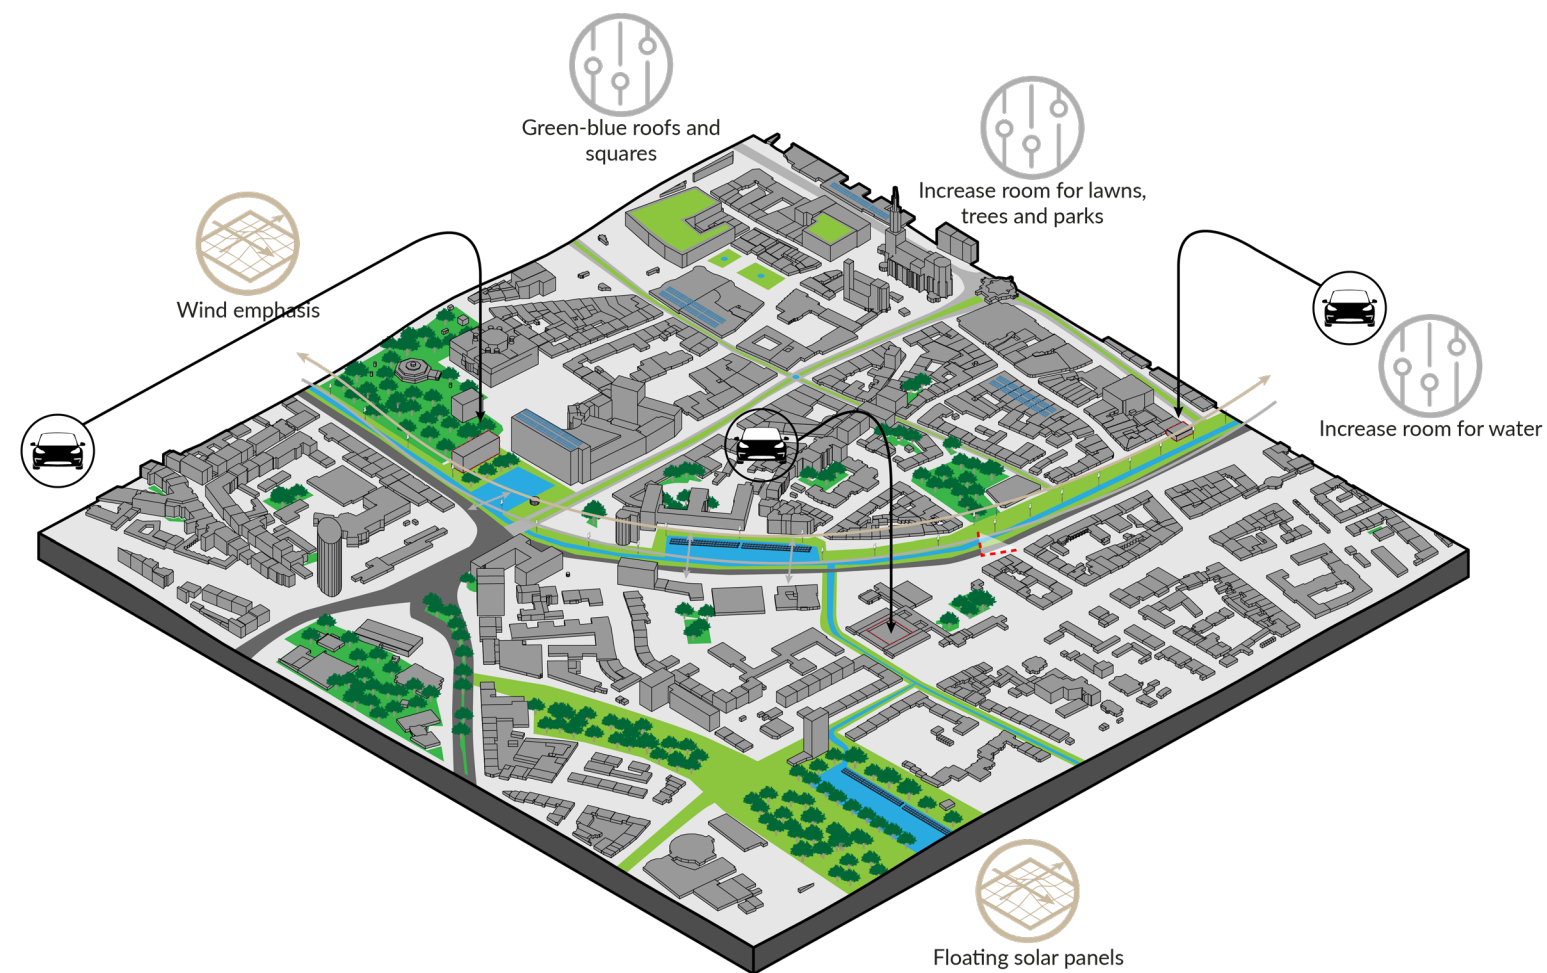 Green-blue roofs and
squares
Increase room for lawns,
trees and parks
Wind emphasis
Increase room for water
Floating solar panels